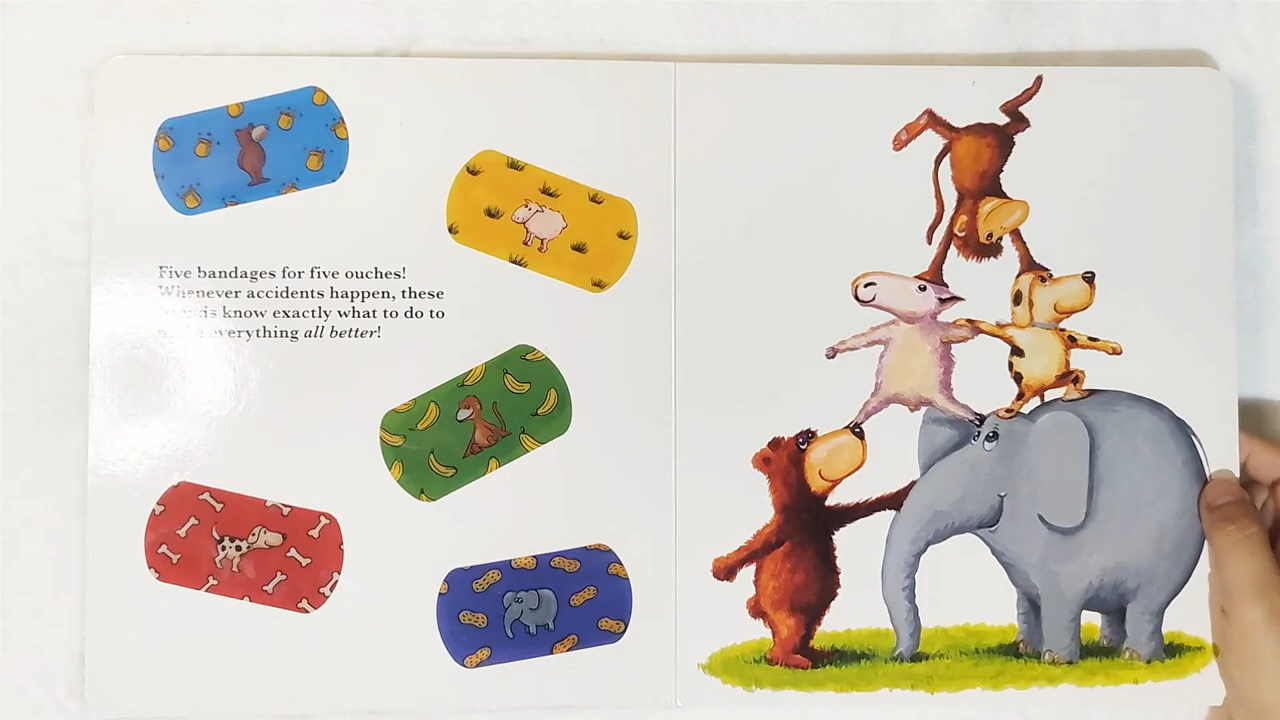 Five bandages for five ouches!
Whenever accidents happen, these
know exactly what to do to
everything all better!